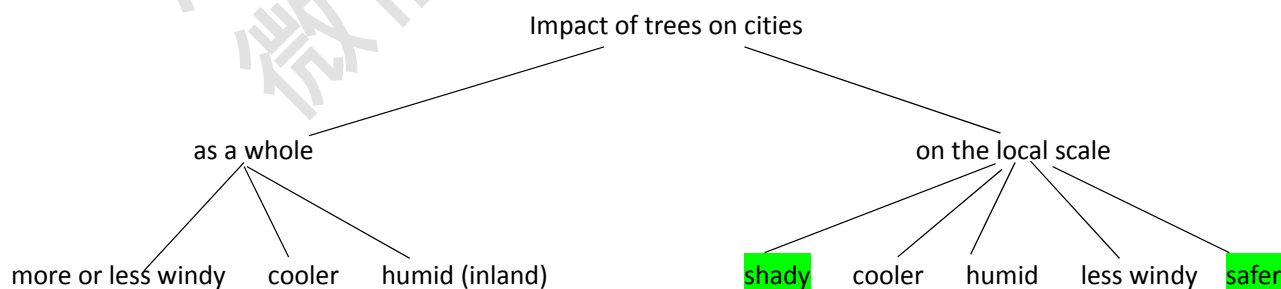 微
Impact of trees on cities
as a whole on the local scale
more or less windy cooler humid (inland) shady cooler humid less windy safer